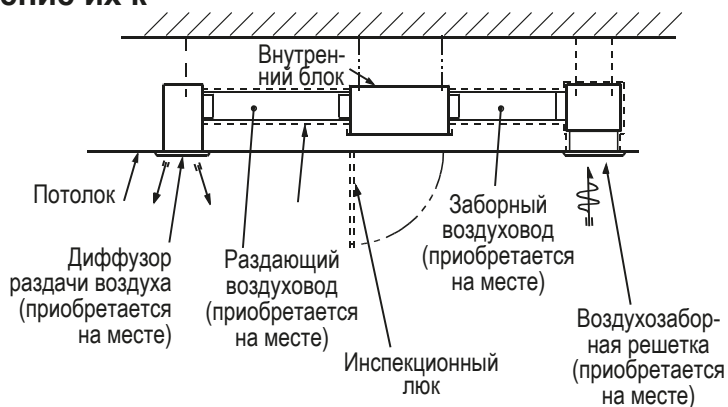 ение их к
Внутрен-
ний блок
Потолок
Диффузор
раздачи воздуха
(приобретается
на месте)
Раздающий
воздуховод
(приобретается
на месте)
Инспекционный
люк
Заборный
воздуховод
(приобретается
на месте)
Воздухозабор-
ная решетка
(приобретается
на месте)